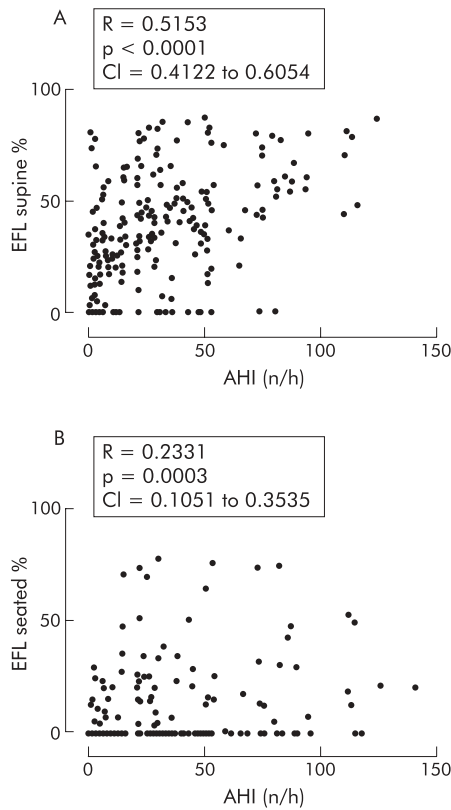 A
R = 0.5153
p < 0.0001
Cl = 0.4122 to 0.6054
100
50
0
EFL supine %
0 50 100 150
AHI (n/h)
B
R = 0.2331
p = 0.0003
Cl = 0.1051 to 0.3535
100
50
0
EFL seated %
0 50 100 150
AHI (n/h)